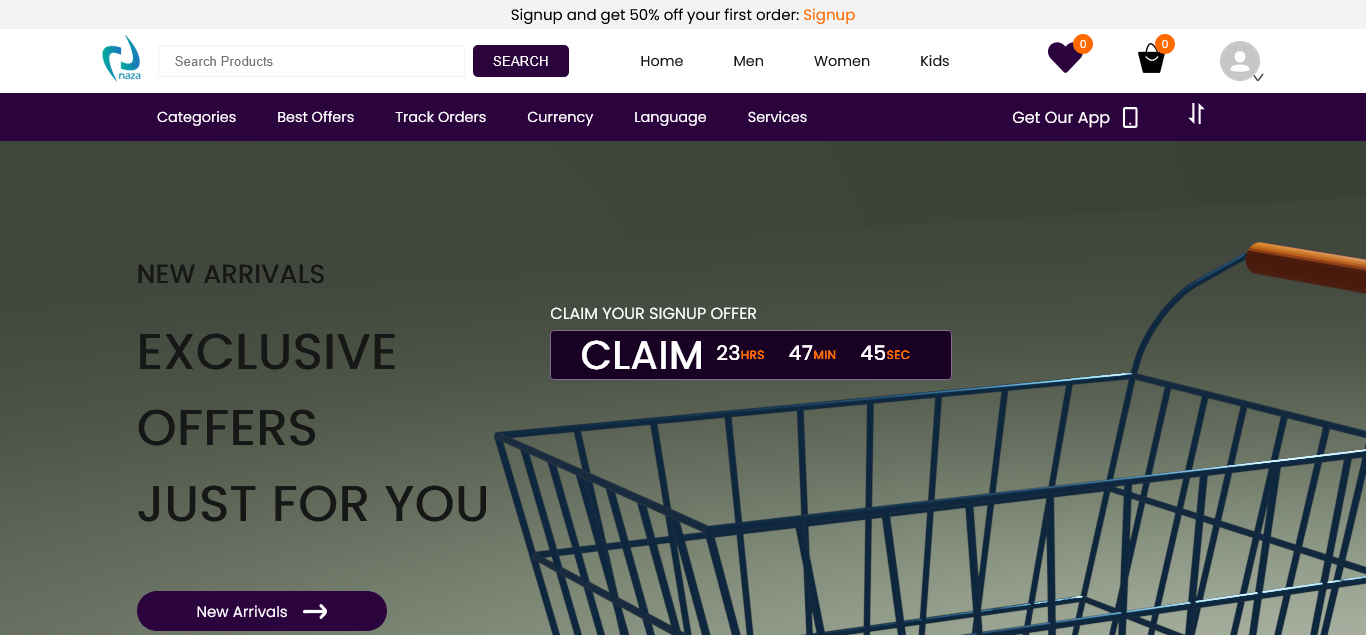 Signup and get 50% off your first order: Signup
naza
Search Products
SEARCH
Home
Men
Women
Kids
0
0
Categories
Best Offers
Track Orders
Currency
Language
Services
Get Our App
NEW ARRIVALS
EXCLUSIVE
OFFERS
JUST FOR YOU
CLAIM YOUR SIGNUP OFFER
CLAIM 23HRS 47MIN 45SEC
New Arrivals